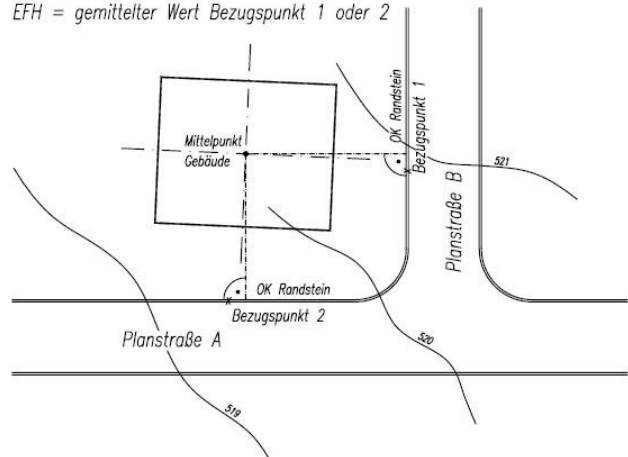 EFH = gemittelter Wert Bezugspunkt 1 oder 2
Mittelpunkt
Gebäude
OK Randstein
Bezugspunkt 1
521
Planstraße B
OK Randstein
Bezugspunkt 2
Planstraße A
520
519